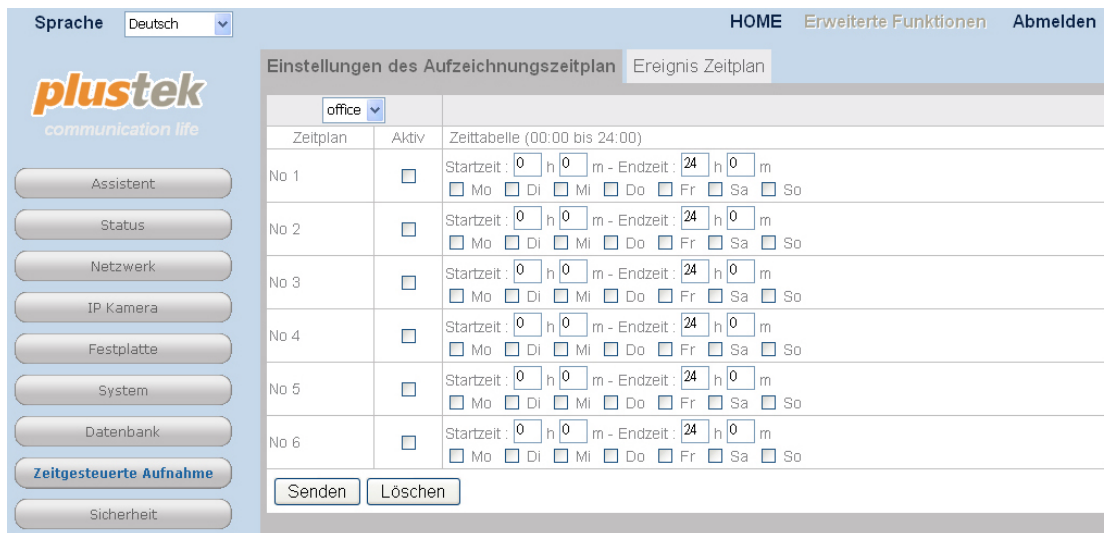 Sprache Deutsch HOME Erweiterte Funktionen Abmelden
plustek
communication life
Assistent
Status
Netzwerk
IP Kamera
Festplatte
System
Datenbank
Zeitgesteuerte Aufnahme
Sicherheit
Einstellungen des Aufzeichnungszeitplan Ereignis Zeitplan
office
Zeitplan Aktiv Zeittabelle (00:00 bis 24:00)
No 1 Startzeit : 0 h 0 m - Endzeit : 24 h 0 m
Mo Di Mi Do Fr Sa So
No 2 Startzeit : 0 h 0 m - Endzeit : 24 h 0 m
Mo Di Mi Do Fr Sa So
No 3 Startzeit : 0 h 0 m - Endzeit : 24 h 0 m
Mo Di Mi Do Fr Sa So
No 4 Startzeit : 0 h 0 m - Endzeit : 24 h 0 m
Mo Di Mi Do Fr Sa So
No 5 Startzeit : 0 h 0 m - Endzeit : 24 h 0 m
Mo Di Mi Do Fr Sa So
No 6 Startzeit : 0 h 0 m - Endzeit : 24 h 0 m
Mo Di Mi Do Fr Sa So
Senden Löschen